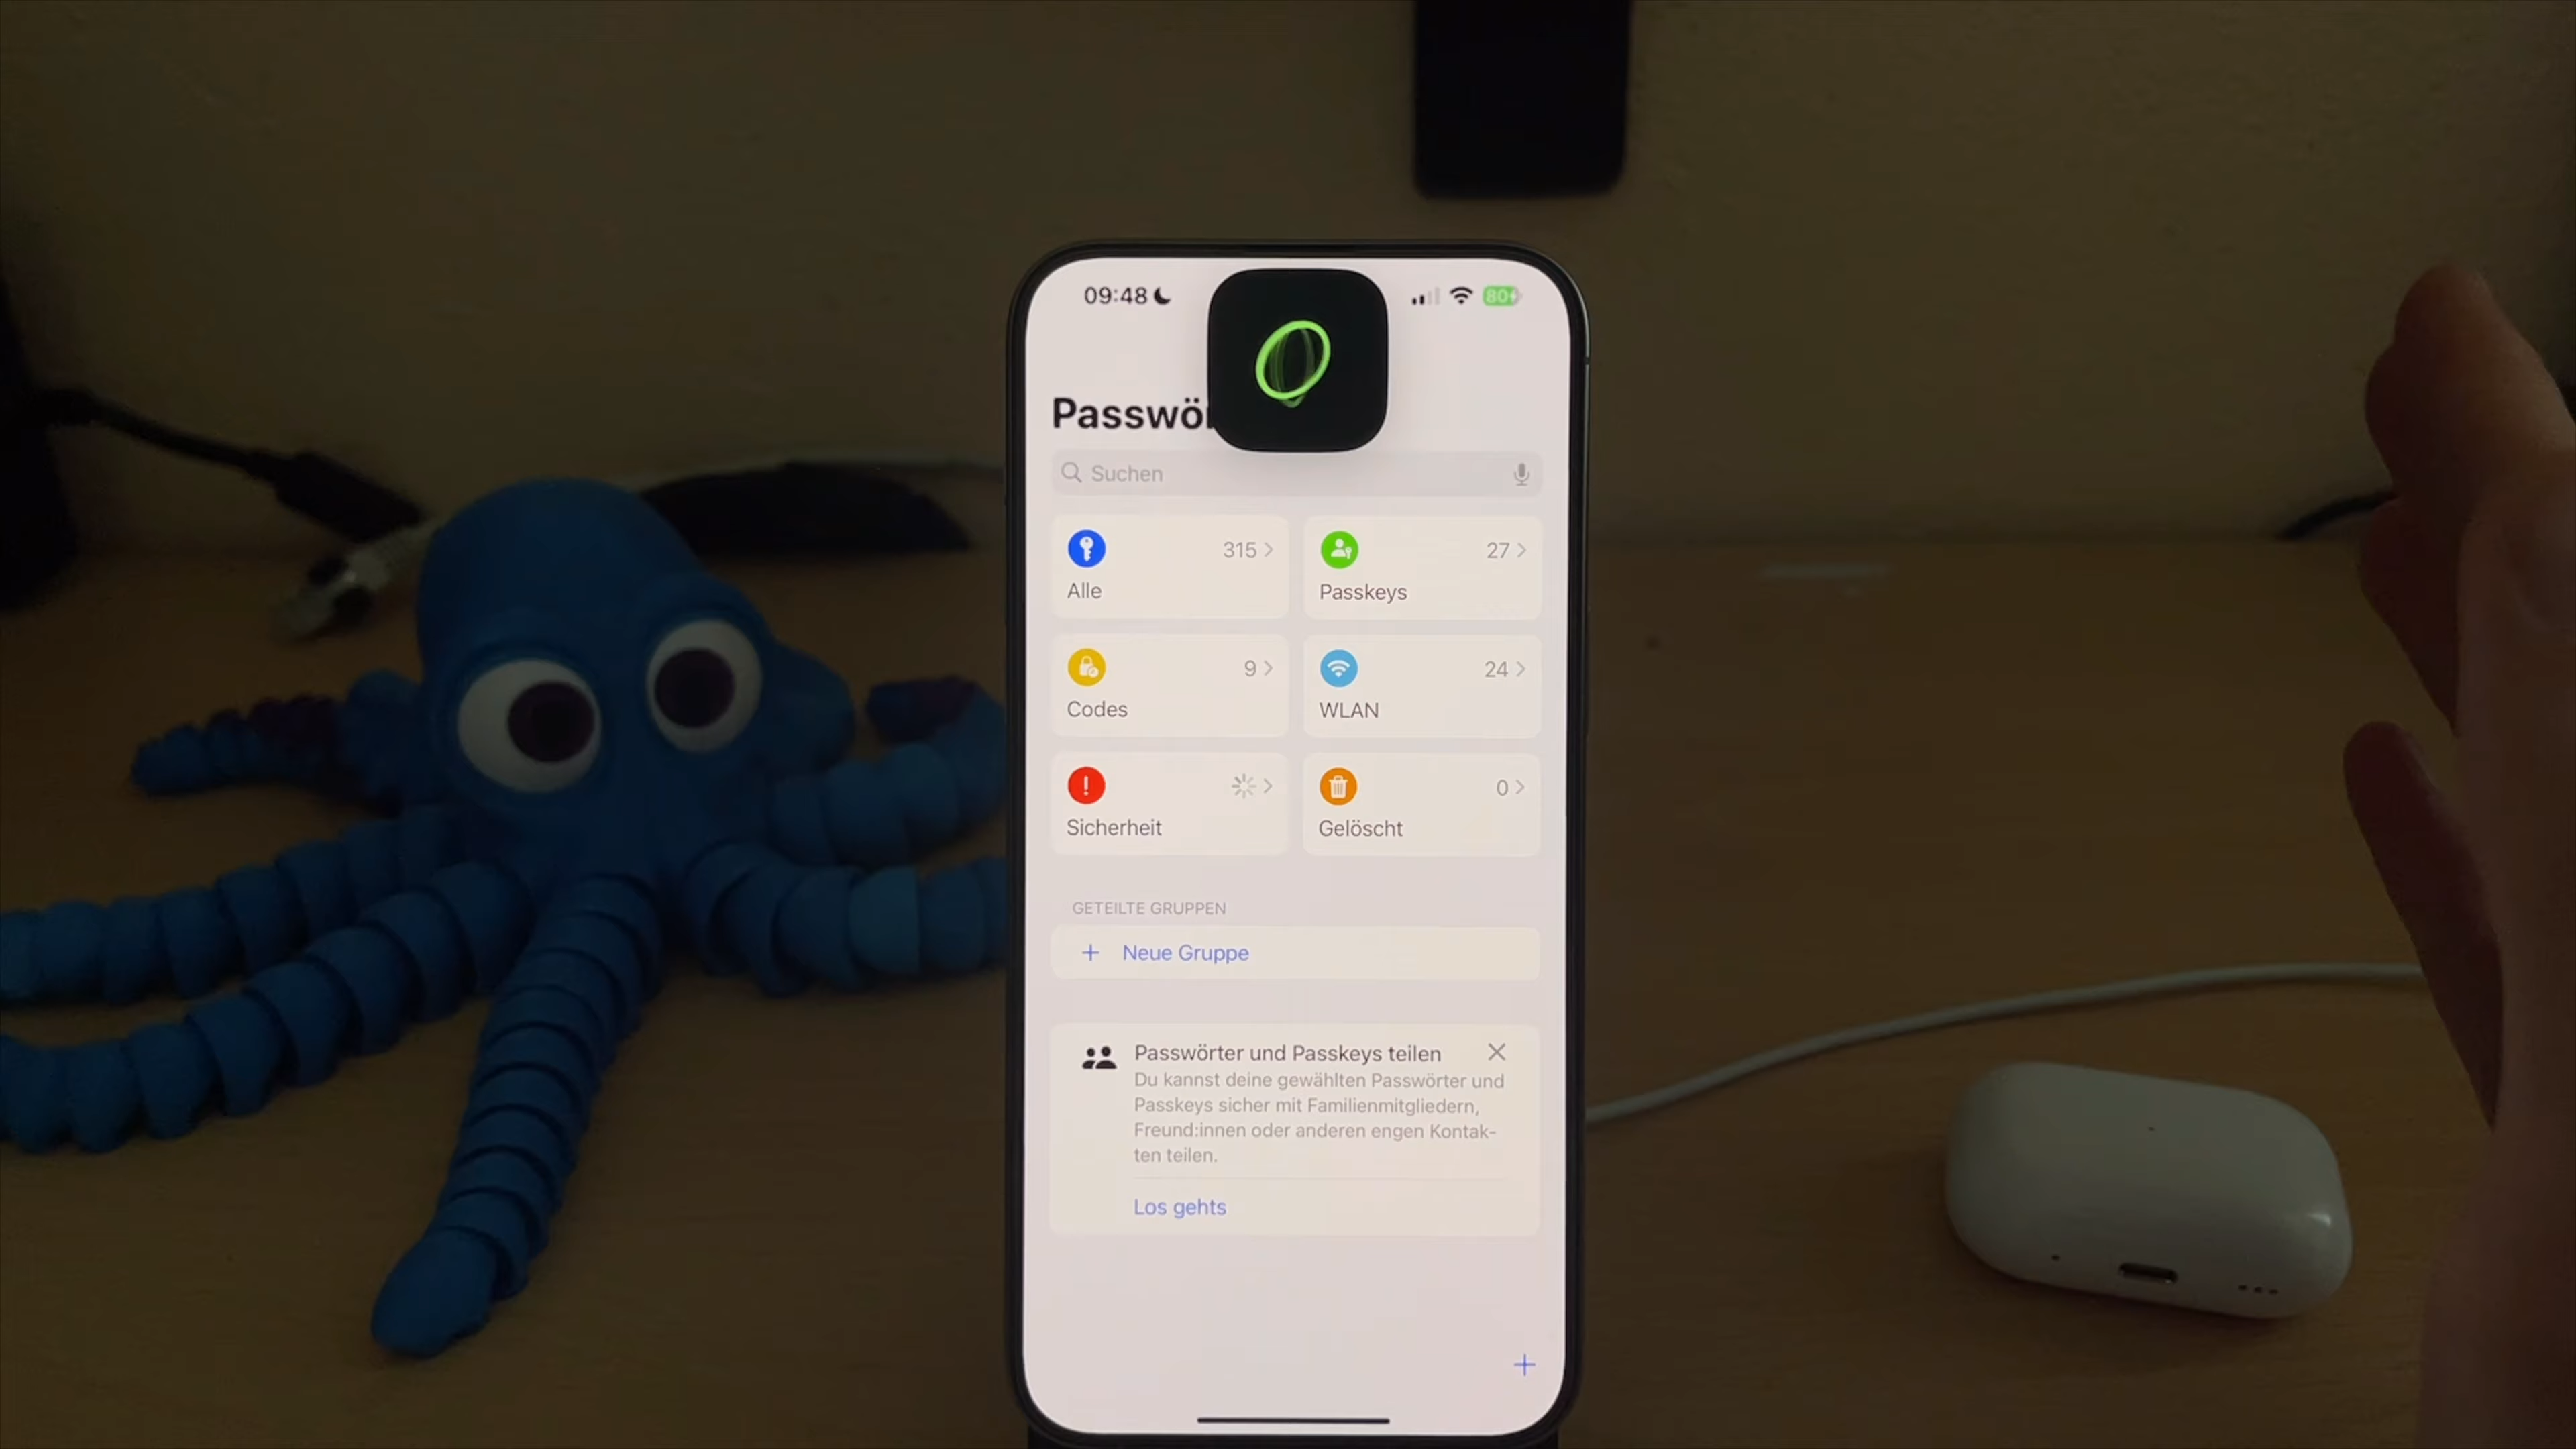 09:48
80
Passwör
Suchen
315
Alle
27
Passkeys
9
Codes
24
WLAN
Sicherheit
0
Gelöscht
GETEILTE GRUPPEN
+ Neue Gruppe
Passwörter und Passkeys teilen
Du kannst deine gewählten Passwörter und
Passkeys sicher mit Familienmitgliedern,
Freund:innen oder anderen engen Kontak-
ten teilen.
Los gehts